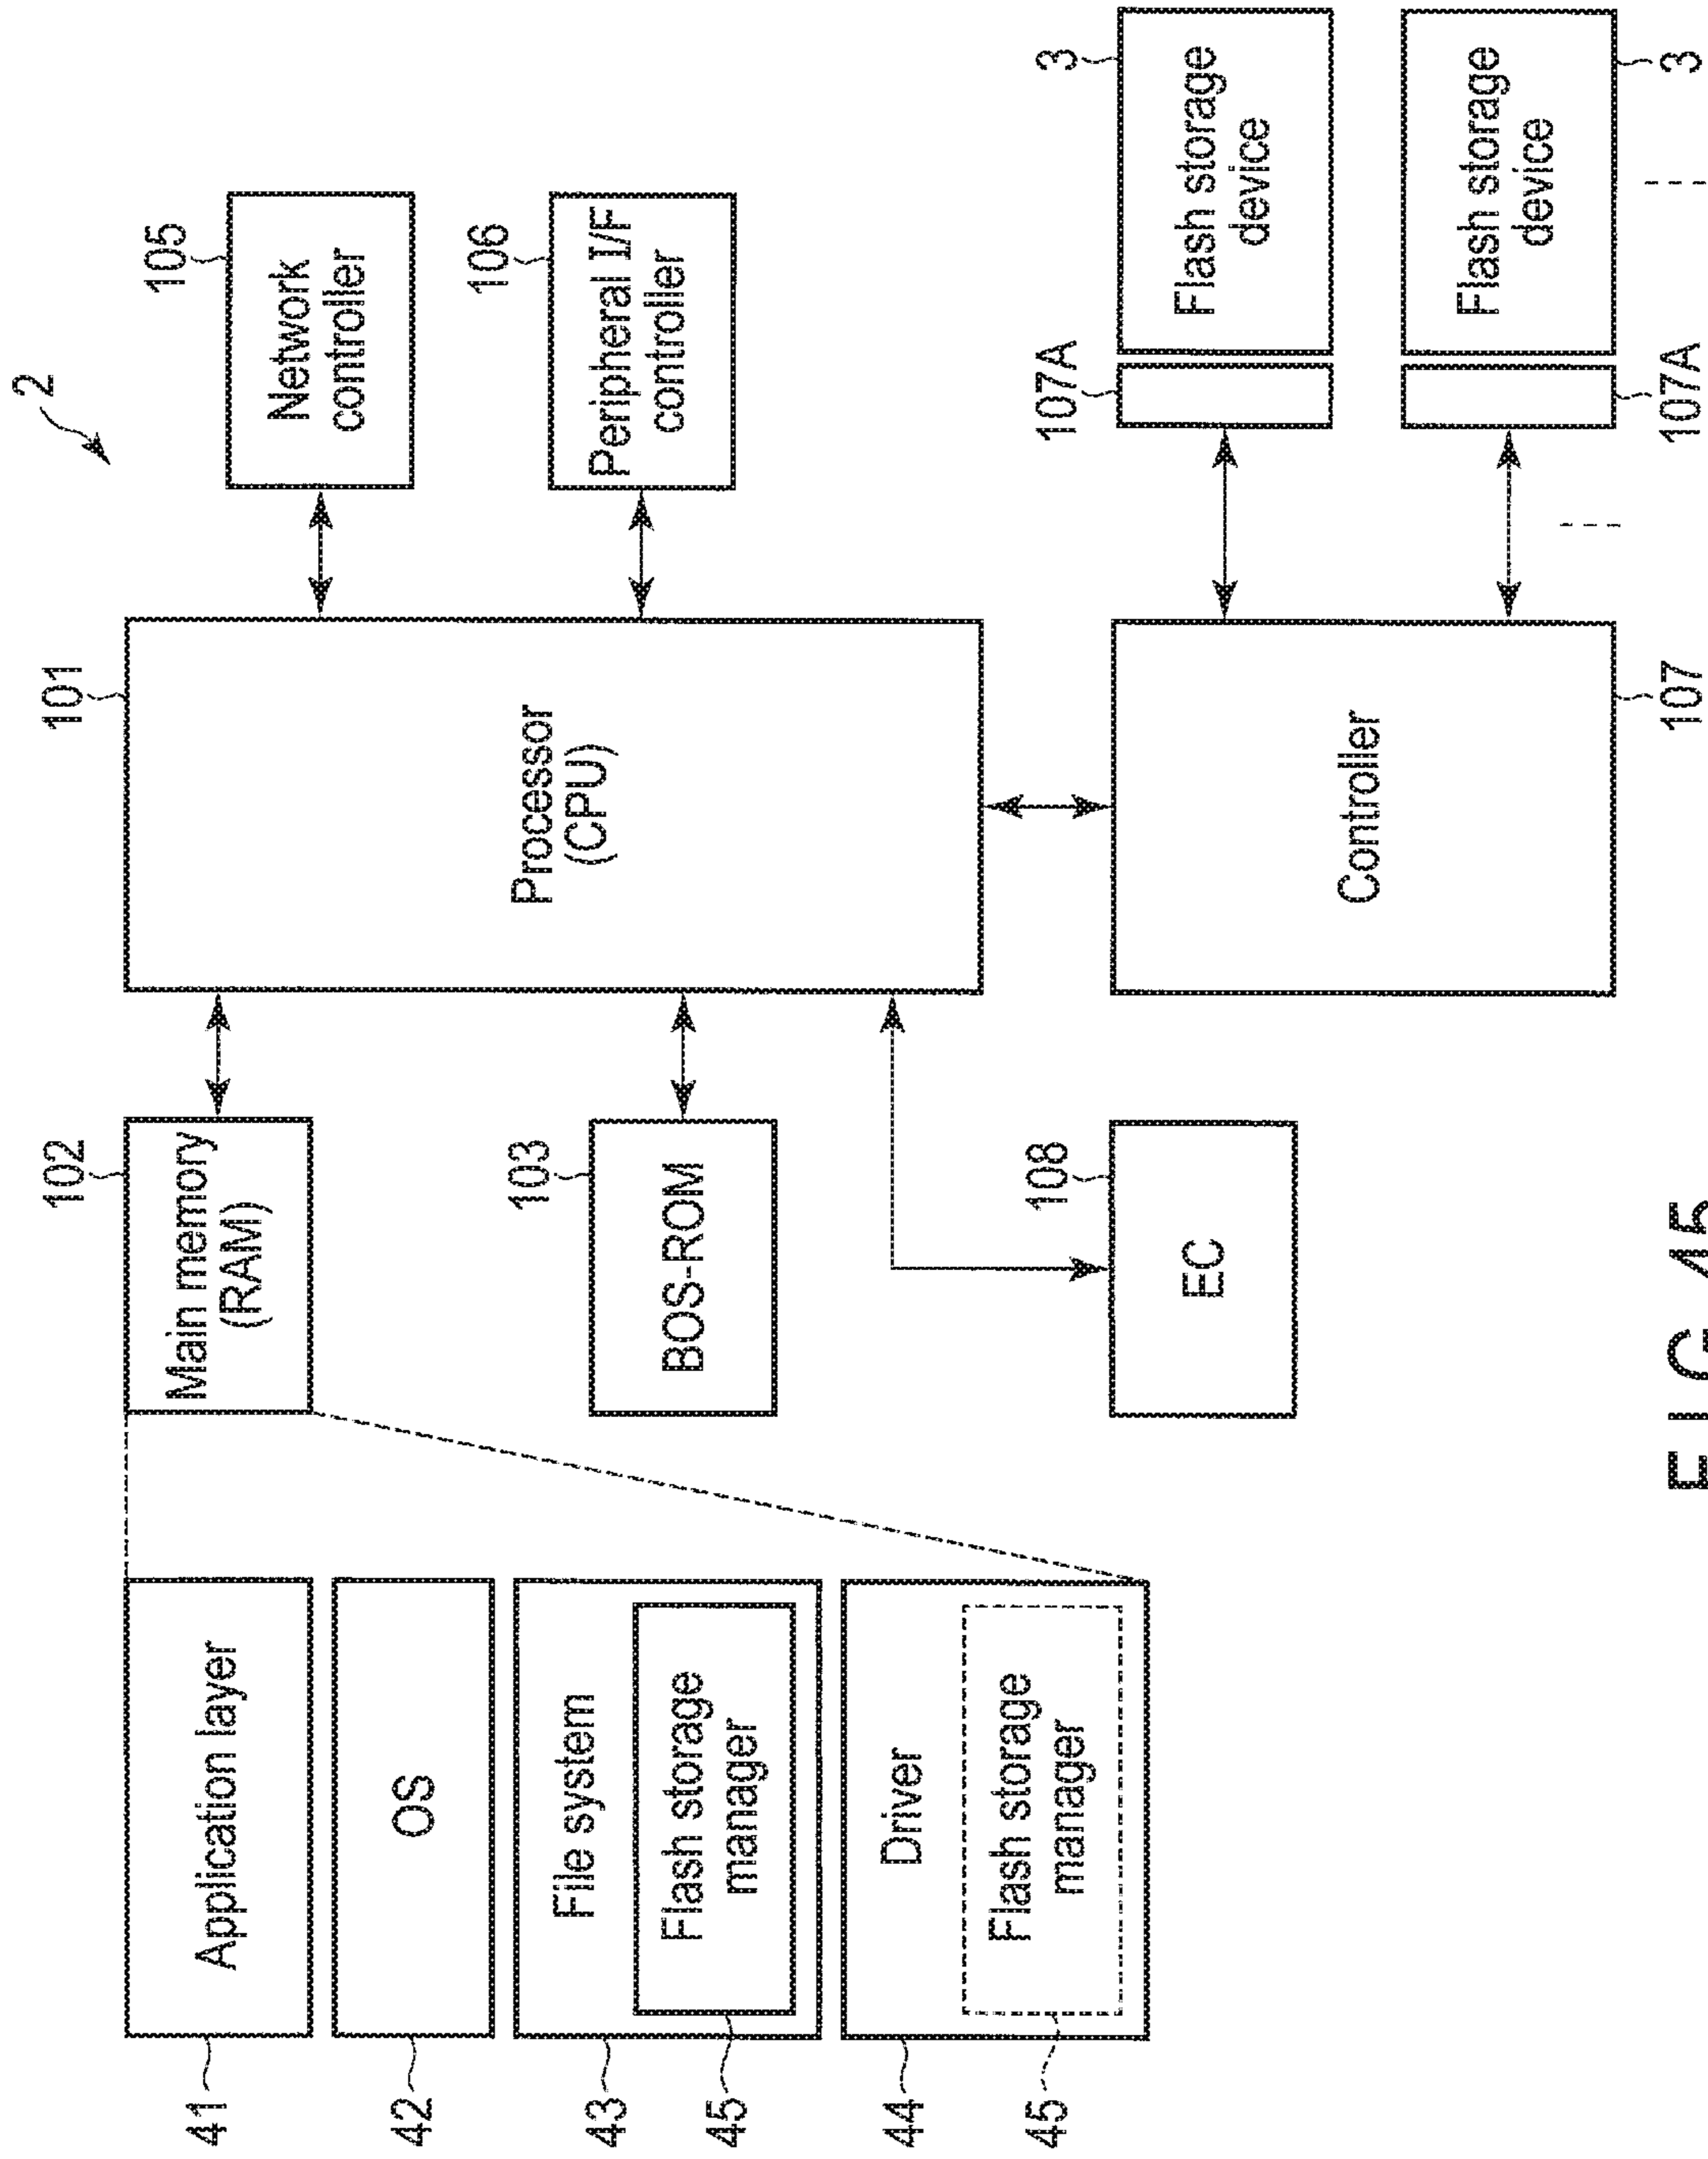 2
41
Application layer
42
OS
43
File system
45
Flash storage
manager
44
Driver
45
Flash storage
manager
102
Main memory
(RAM)
103
BOS-ROM
108
EC
101
Processor
(CPU)
107
Controller
105
Network
controller
106
Peripheral I/F
controller
107A
3
Flash storage
device
107A
3
Flash storage
device
FIG. 45